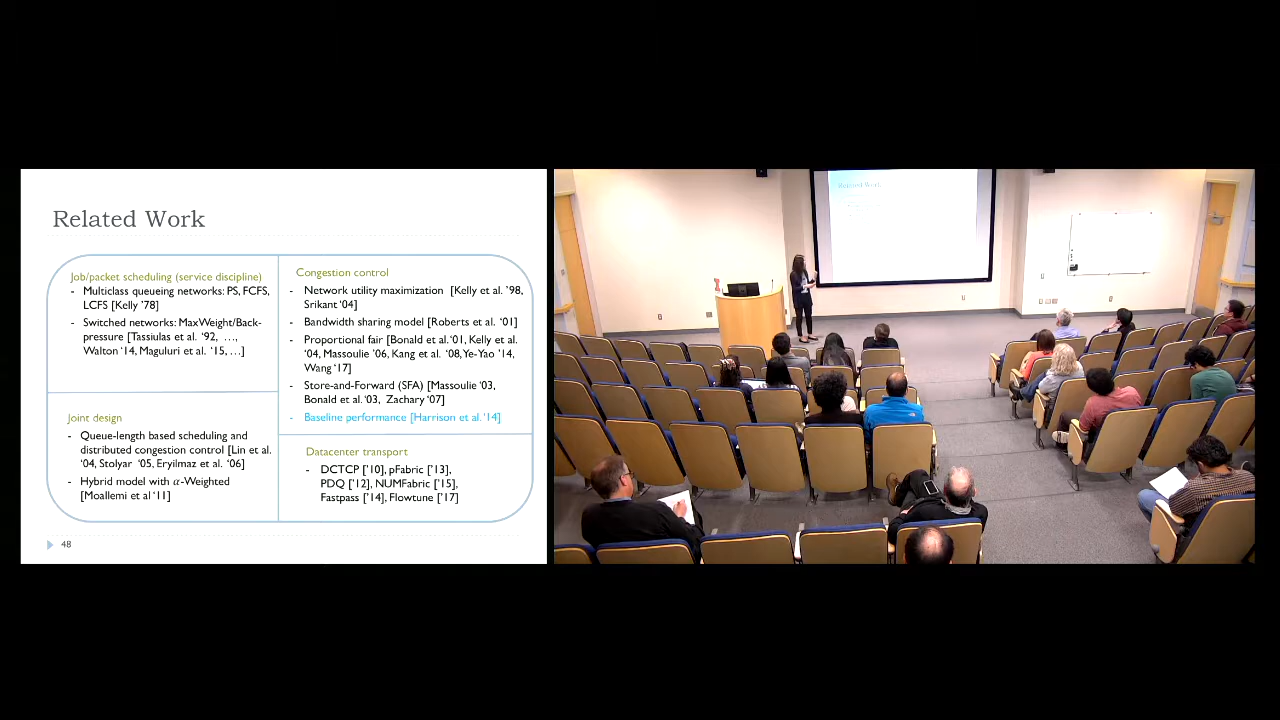 Related Work
Job/packet scheduling (service discipline)
- Multiclass queueing networks: PS, FCFS,
LCFS [Kelly '78]
- Switched networks: MaxWeight/Back-
pressure [Tassiulas et al. '92, ...,
Walton '14, Maguluri et al. '15, ...]
Joint design
- Queue-length based scheduling and
distributed congestion control [Lin et al.
'04, Stolyar '05, Eryilmaz et al. '06]
- Hybrid model with α-Weighted
[Moallemi et al '11]
Congestion control
- Network utility maximization [Kelly et al. '98,
Srikant '04]
- Bandwidth sharing model [Roberts et al. '01]
- Proportional fair [Bonald et al.'01, Kelly et al.
'04, Massoulie '06, Kang et al. '08, Ye-Yao '14,
Wang '17]
- Store-and-Forward (SFA) [Massoulie '03,
Bonald et al. '03, Zachary '07]
- Baseline performance [Harrison et al. '14]
Datacenter transport
- DCTCP ['10], pFabric ['13],
PDQ ['12], NUMFabric ['15],
Fastpass ['14], Flowtune ['17]
48
Related Work